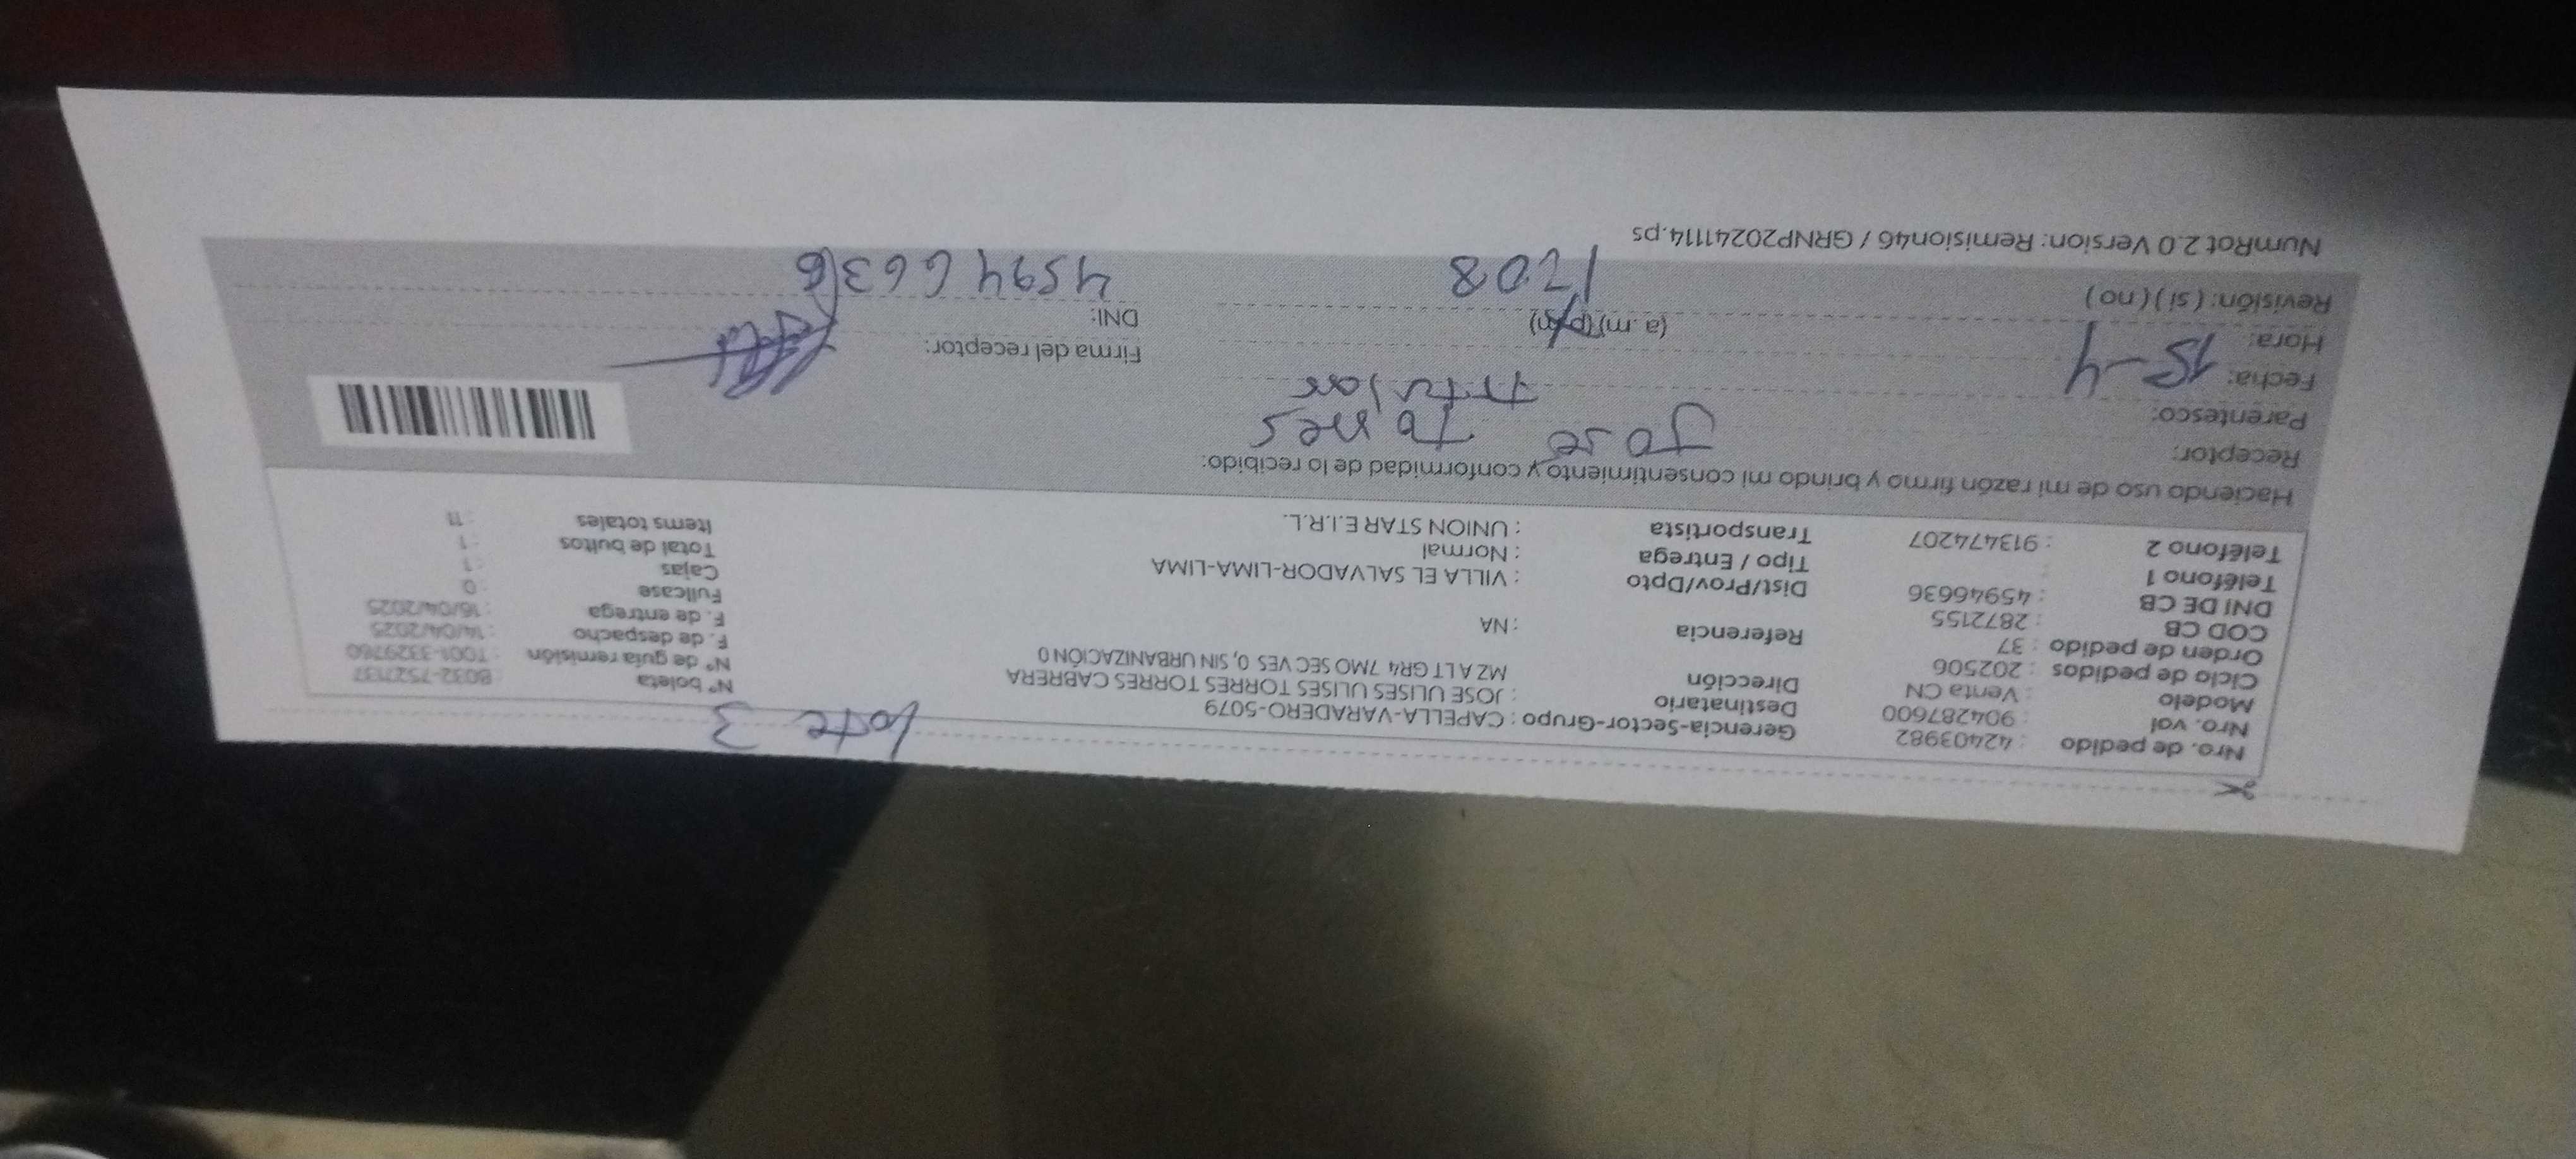 Nro. de pedido : 42403982 Gerencia-Sector-Grupo : CAPELLA-VARADERO-5079 lote 3
Nro. vol : 904287600 Destinatario : JOSE ULISES ULISES TORRES TORRES CABRERA Nº boleta : B032-7527137
Modelo : Venta CN Dirección MZ A LT GR4 7MO SEC VES 0, SIN URBANIZACIÓN 0 Nº de guía remisión : T001-3329760
Ciclo de pedidos : 202506 F. de despacho : 14/04/2025
Orden de pedido : 37 Referencia : NA F. de entrega : 16/04/2025
COD CB : 2872155 Fullcase : 0
DNI DE CB : 45946636 Dist/Prov/Dpto : VILLA EL SALVADOR-LIMA-LIMA Cajas : 1
Teléfono 1 : Tipo / Entrega : Normal Total de bultos : 1
Teléfono 2 : 913474207 Transportista : UNION STAR E.I.R.L. Items totales : 11
Haciendo uso de mi razón firmo y brindo mi consentimiento y conformidad de lo recibido:
Receptor: Jose Torres
Parentesco: titular
Fecha: 15-4 Firma del receptor:
Hora: (a.m)(p.m) 1208 DNI: 45946636
Revisión: ( si ) ( no )
NumRot 2.0 Version: Remision46 / GRNP20241114.ps